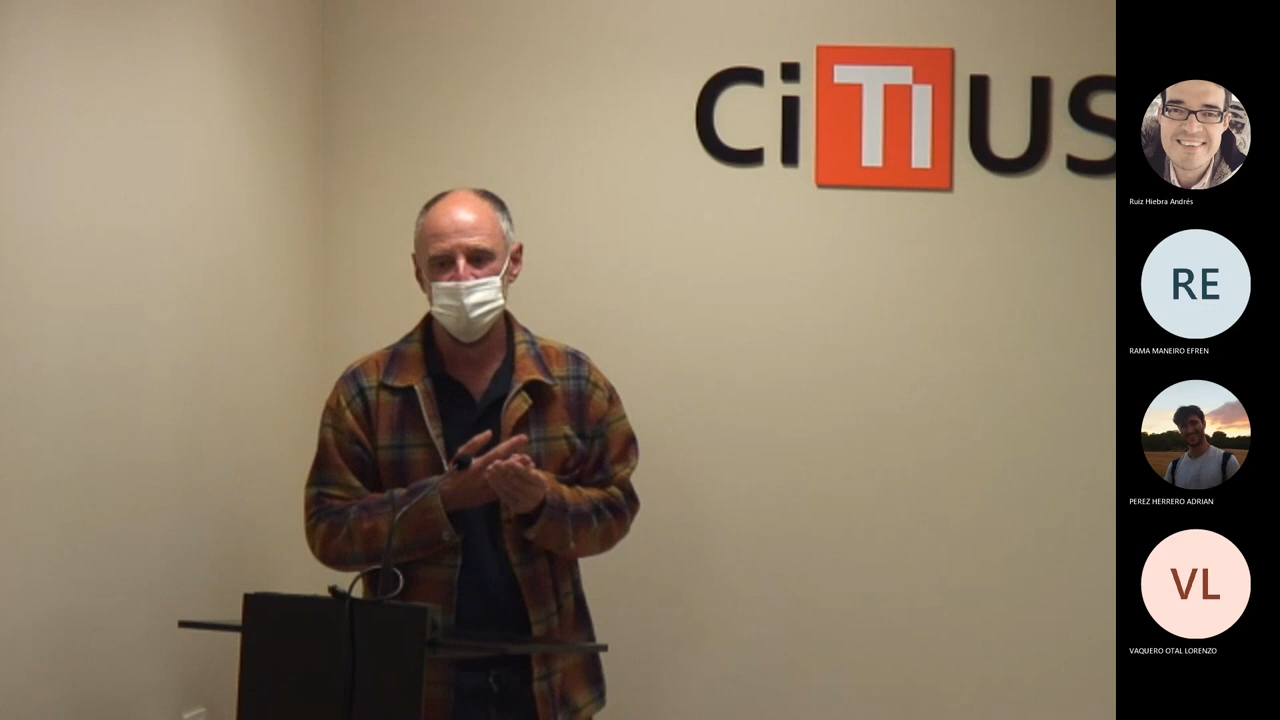 CiTIUS
Ruiz Hiebra Andrés
RE
RAMA MANEIRO EFREN
PEREZ HERRERO ADRIAN
VL
VAQUERO OTAL LORENZO